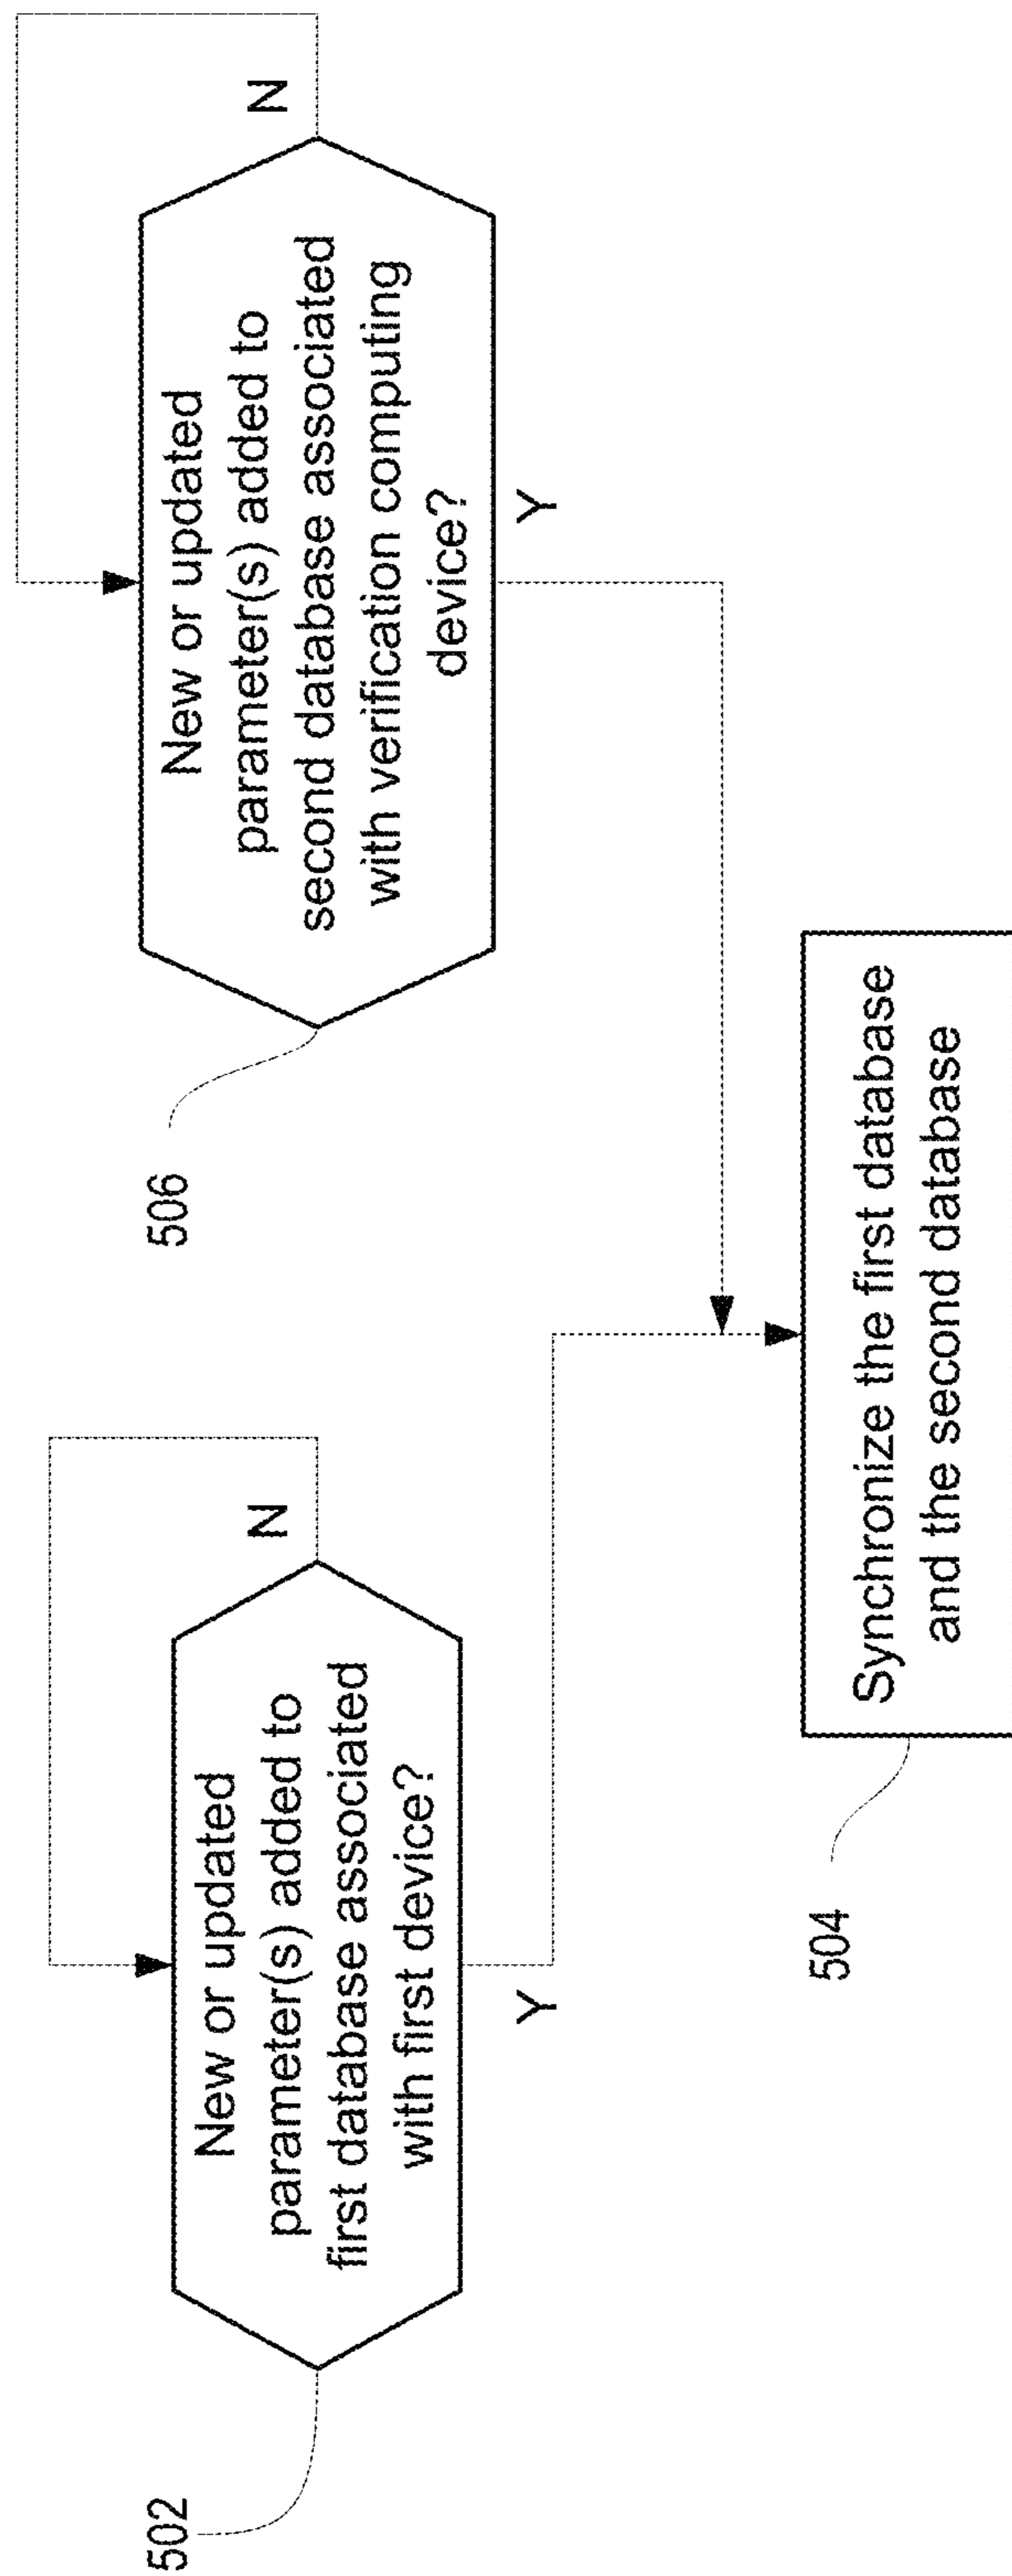 502
New or updated
parameter(s) added to
first database associated
with first device?
N
Y
506
New or updated
parameter(s) added to
second database associated
with verification computing
device?
N
Y
504
Synchronize the first database
and the second database